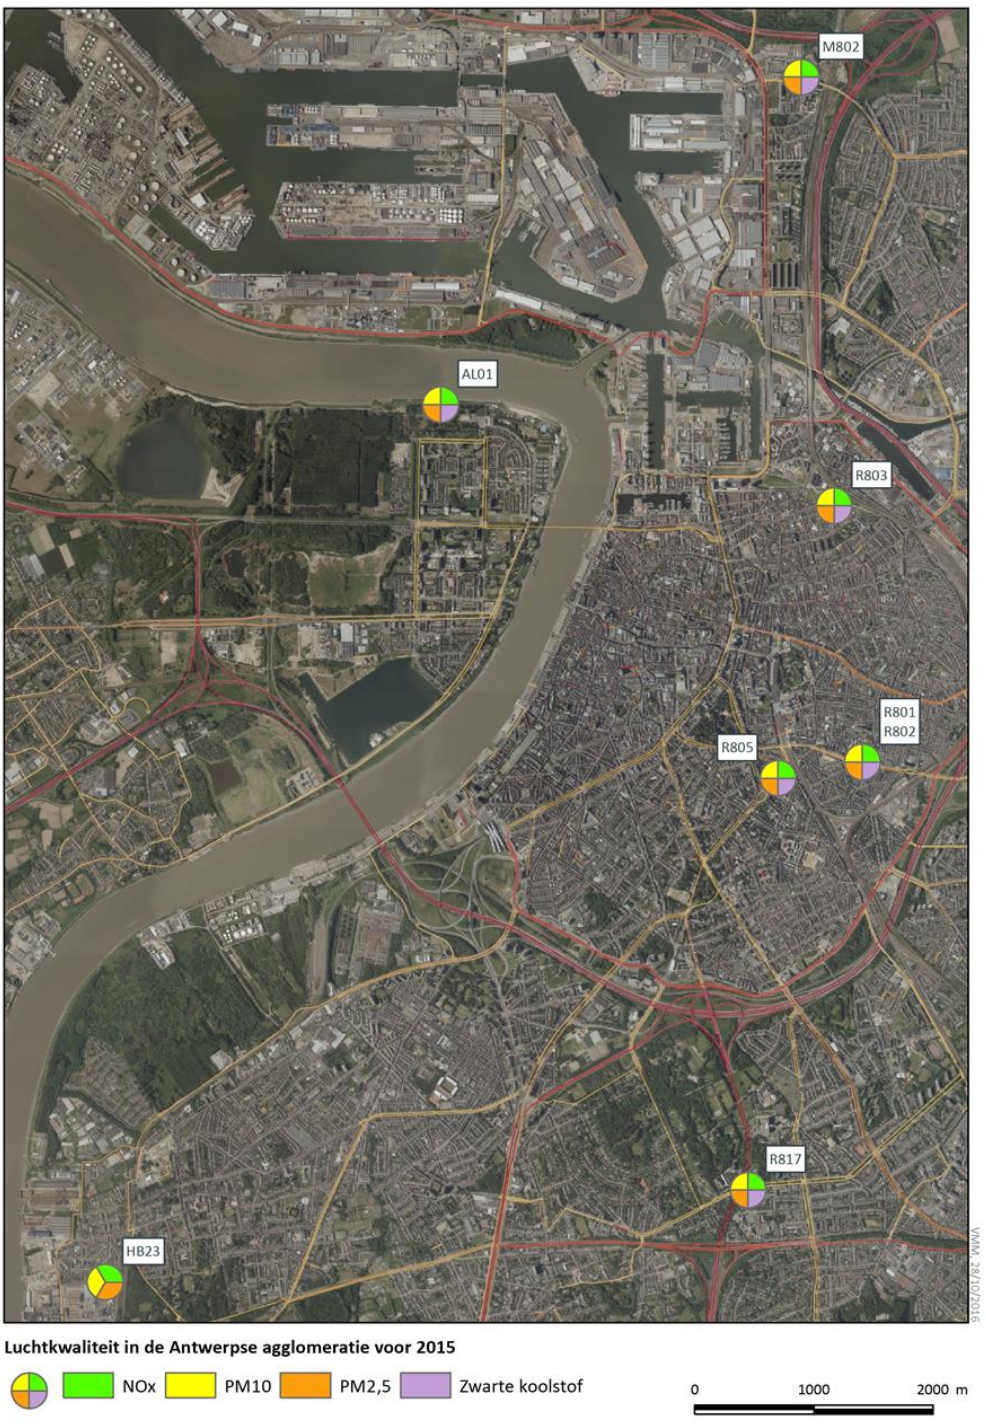 M802
AL01
R803
R801
R802
R805
R817
HB23
VMM, 28/10/2016
Luchtkwaliteit in de Antwerpse agglomeratie voor 2015
NOx
PM10
PM2,5
Zwarte koolstof
0 1000 2000 m